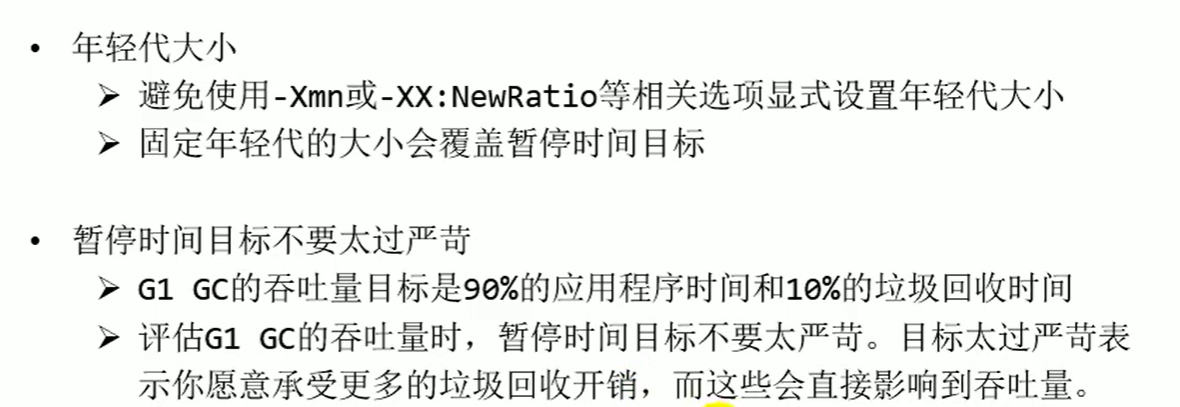 • 年轻代大小
➢ 避免使用-Xmn或-XX:NewRatio等相关选项显式设置年轻代大小
➢ 固定年轻代的大小会覆盖暂停时间目标
• 暂停时间目标不要太过严苛
➢ G1 GC的吞吐量目标是90%的应用程序时间和10%的垃圾回收时间
➢ 评估G1 GC的吞吐量时，暂停时间目标不要太严苛。目标太过严苛表
示你愿意承受更多的垃圾回收开销，而这些会直接影响到吞吐量。